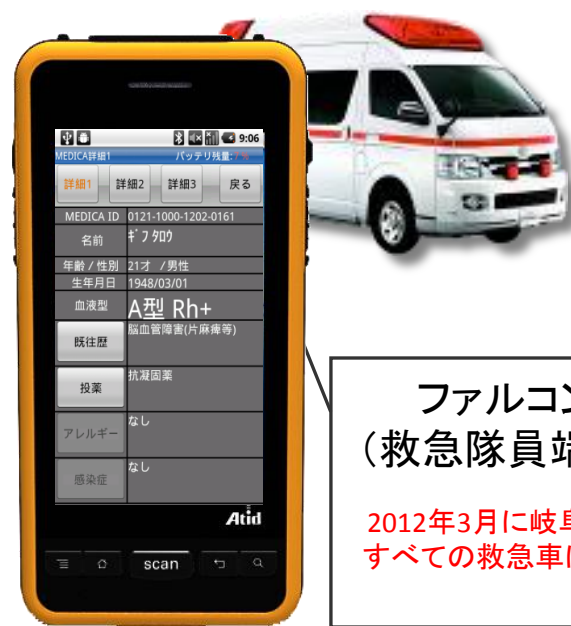 9:06
MEDICA詳細1 バッテリ残量:
詳細1 詳細2 詳細3 戻る
MEDICA ID 0121-1000-1202-0161
名前 ギフ タロウ
年齢 / 性別 21才 / 男性
生年月日 1948/03/01
血液型 A型 Rh+
既往歴 脳血管障害(片麻痺等)
投薬 抗凝固薬
アレルギー なし
感染症 なし
Atid
scan
ファルコン
（救急隊員端
2012年3月に岐阜
すべての救急車に